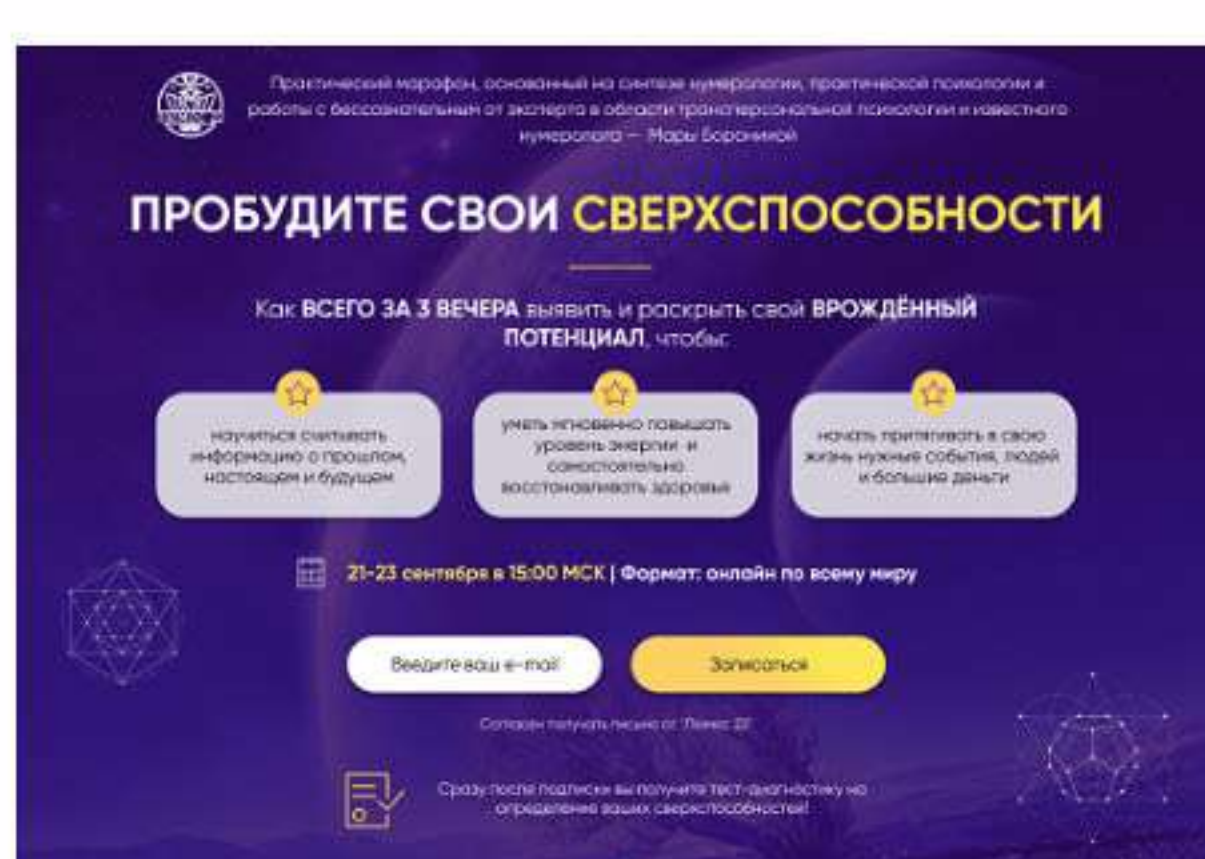 Практический марафон, основанный на синтезе нумерологии, практической психологии и
работы с бессознательным от эксперта в области трансперсональной психологии и известного
нумеролога — Мары Борониной
ПРОБУДИТЕ СВОИ СВЕРХСПОСОБНОСТИ
Как ВСЕГО ЗА 3 ВЕЧЕРА выявить и раскрыть свой ВРОЖДЁННЫЙ
ПОТЕНЦИАЛ, чтобы:
научиться считывать
информацию о прошлом,
настоящем и будущем
уметь мгновенно повышать
уровень энергии и
самостоятельно
восстанавливать здоровье
начать притягивать в свою
жизнь нужные события, людей
и большие деньги
21-23 сентября в 15:00 МСК | Формат: онлайн по всему миру
Введите ваш e-mail
Записаться
Согласен получать письма от
Сразу после подписки вы получите тест-диагностику на
определение ваших сверхспособностей!